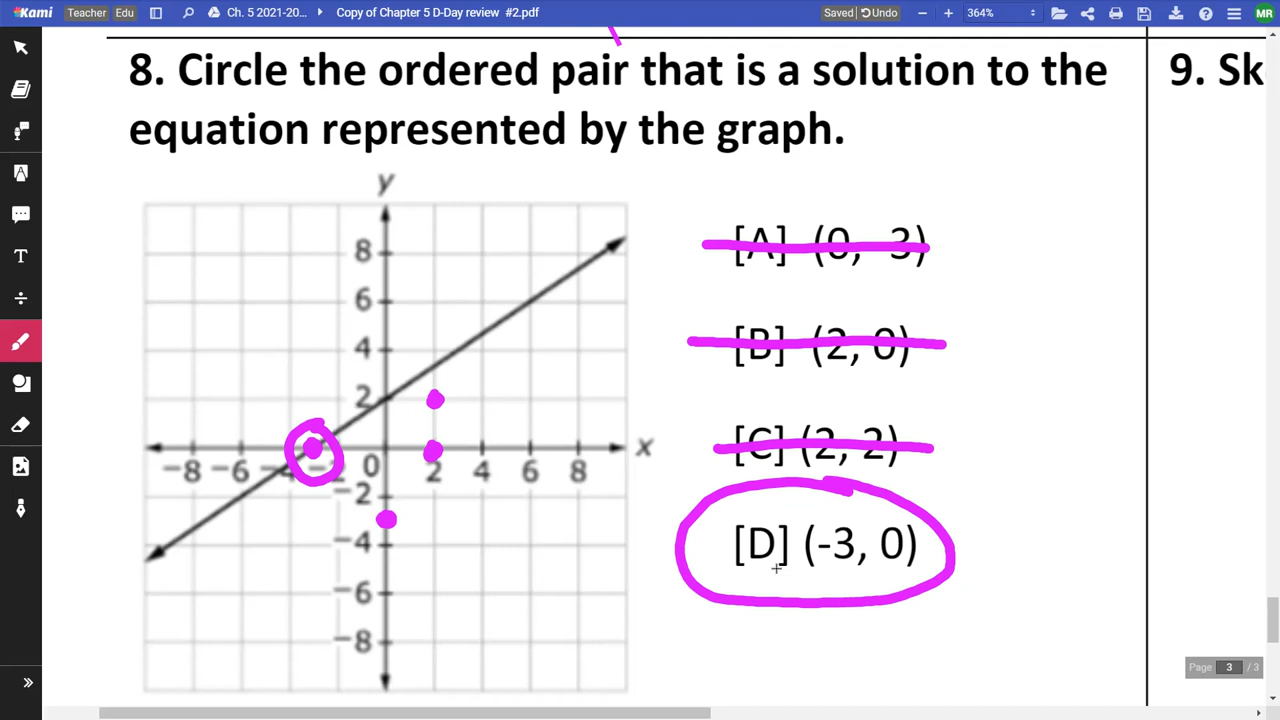 Kami Teacher Edu Ch. 5 2021-20... Copy of Chapter 5 D-Day review #2.pdf Saved Undo 364% MR
8. Circle the ordered pair that is a solution to the
equation represented by the graph.
9. Sk
y
8
6
4
2
−8 −6 −4 −2 0 2 4 6 8 x
−2
−4
−6
−8
[A] (0, -3)
[B] (2, 0)
[C] (2, 2)
[D] (-3, 0)
Page 3 / 3